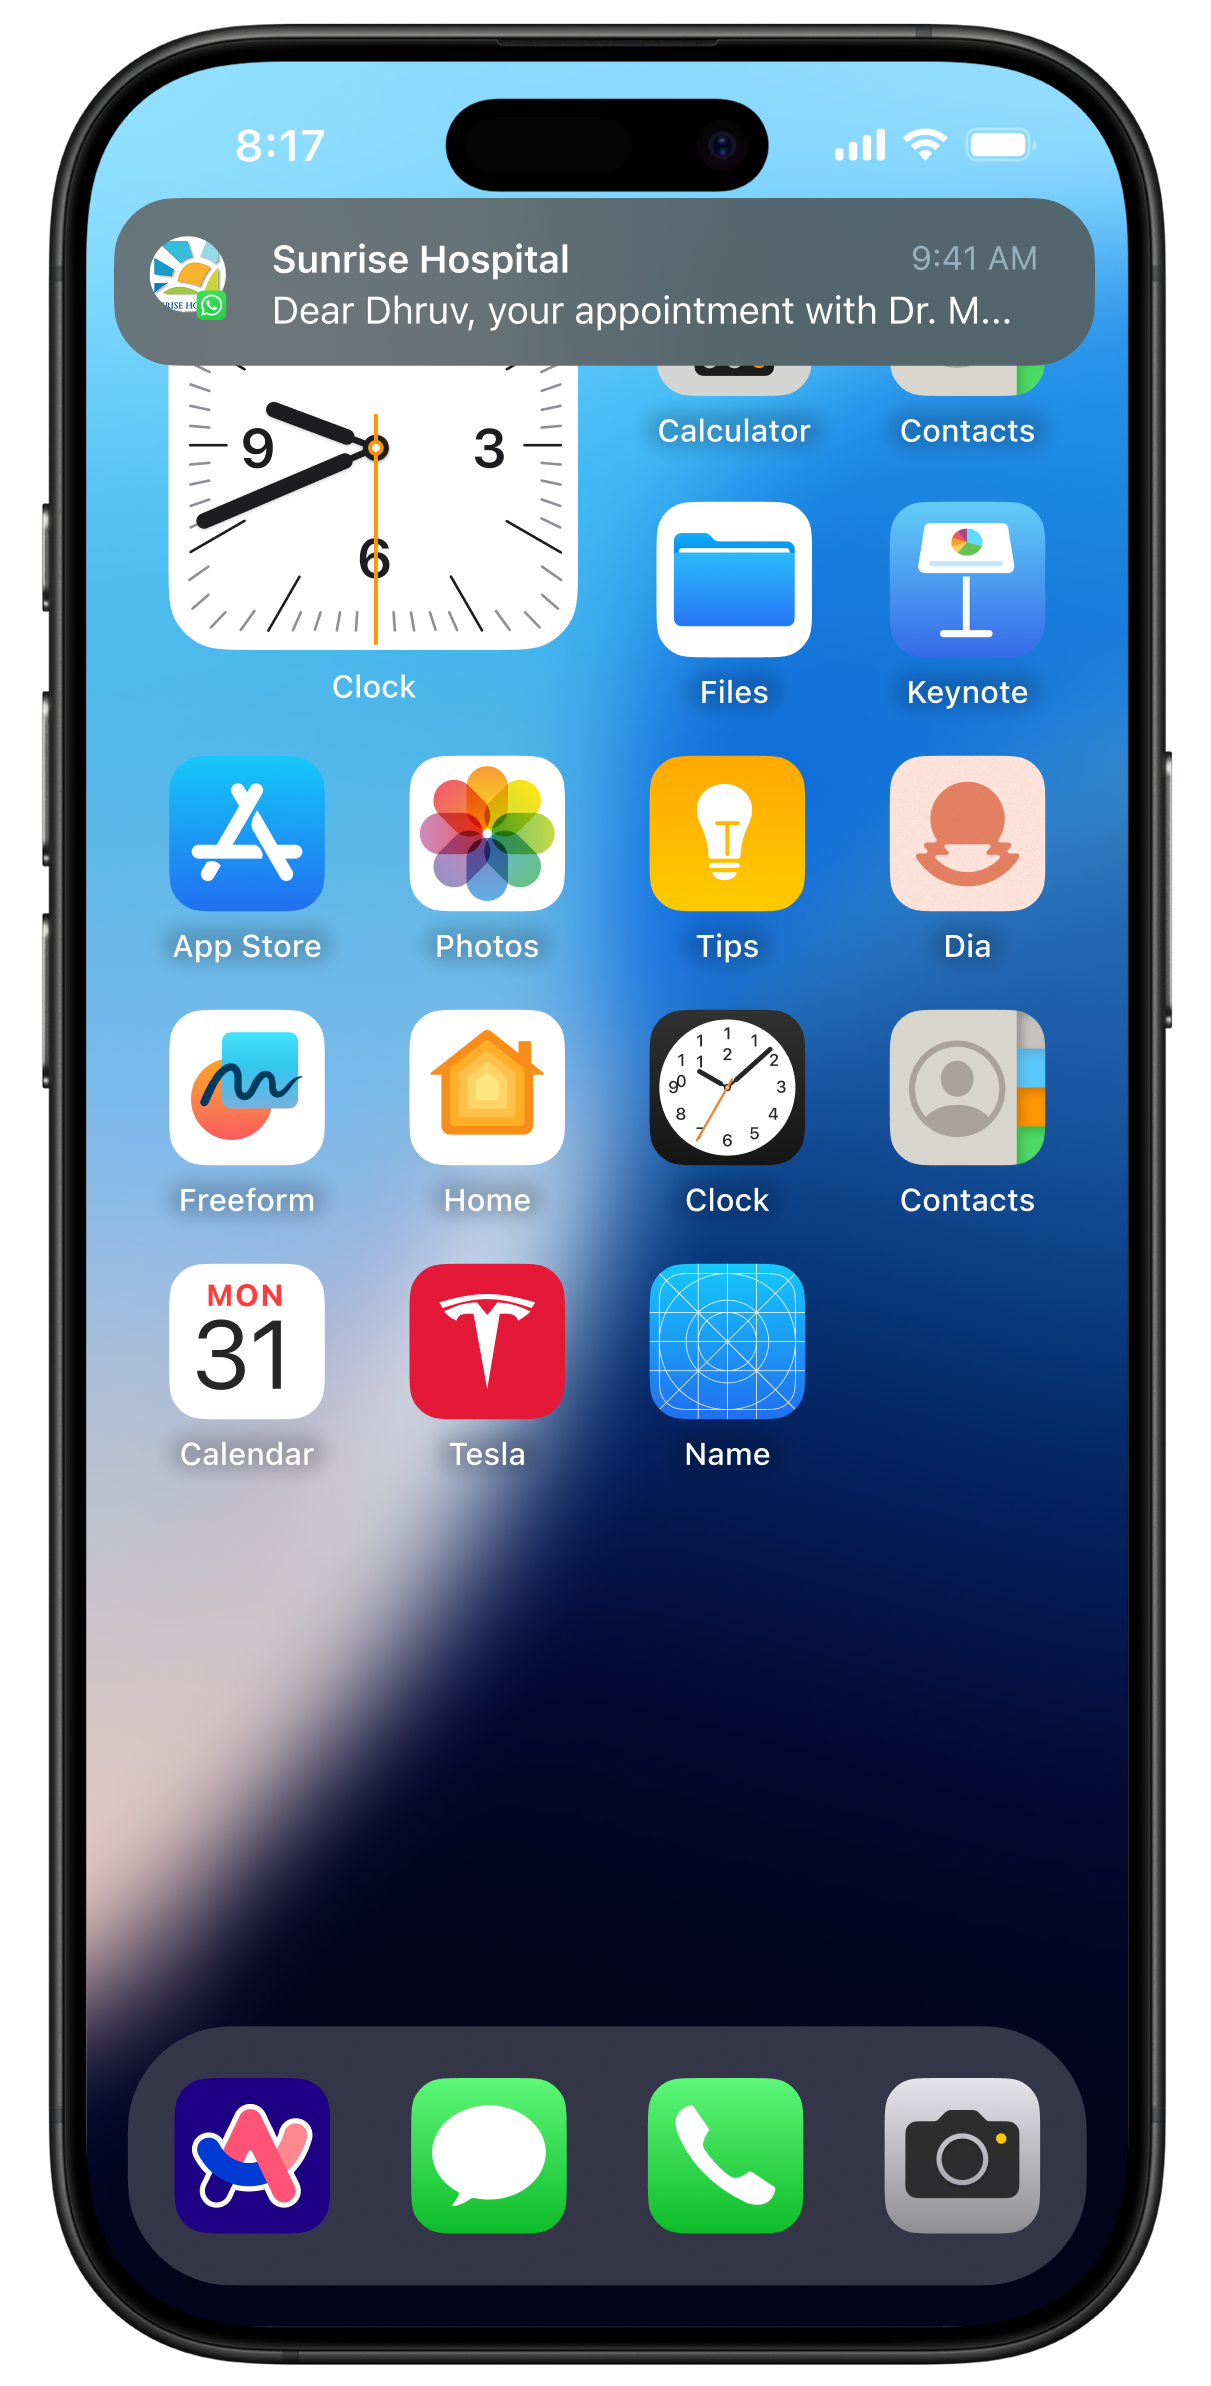 8:17
Sunrise Hospital 9:41 AM
Dear Dhruv, your appointment with Dr. M...
9 3
6
Clock
Calculator Contacts
Files Keynote
App Store Photos Tips Dia
Freeform Home Clock Contacts
MON
31
Calendar Tesla Name